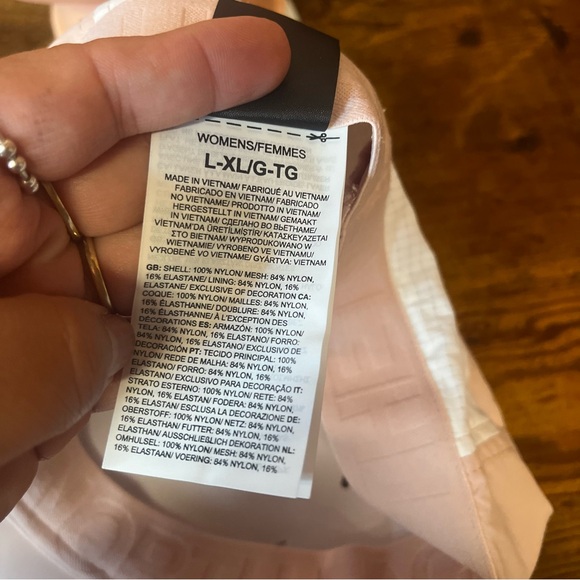 WOMENS/FEMMES
L-XL/G-TG
MADE IN VIETNAM/ FABRIQUÉ AU VIETNAM/
FABRICADO EN VIETNAM/ FABRICADO
NO VIETNAME/ PRODOTTO IN VIETNAM/
HERGESTELLT IN VIETNAM/ GEMAAKT
IN VIETNAM/ СДЕЛАНО ВО ВЬЕТНАМЕ/
VİETNAM'DA ÜRETİLMİŞTİR/ ΚΑΤΑΣΚΕΥΑΖΕΤΑΙ
ΣΤΟ ΒΙΕΤΝΑΜ/ WYPRODUKOWANO W
WIETNAMIE/ VYROBENO VE VIETNAMU/
VYROBENÉ VO VIETNAME/ GYÁRTVA: VIETNAM
GB: SHELL: 100% NYLON/ MESH: 84% NYLON,
16% ELASTANE/ LINING: 84% NYLON, 16%
ELASTANE/ EXCLUSIVE OF DECORATION CA:
COQUE: 100% NYLON/ MAILLES: 84% NYLON,
16% ÉLASTHANNE/ DOUBLURE: 84% NYLON,
16% ÉLASTHANNE/ À L'EXCEPTION DES
DÉCORATIONS ES: ARMAZÓN: 100% NYLON/
TELA: 84% NYLON, 16% ELASTANO/ FORRO:
84% NYLON, 16% ELASTANO/ EXCLUSIVO DE
DECORACIÓN PT: TECIDO PRINCIPAL: 100%
NYLON/ REDE DE MALHA: 84% NYLON, 16%
ELASTANO/ FORRO: 84% NYLON, 16%
ELASTANO/ EXCLUSIVO PARA DECORAÇÃO IT:
STRATO ESTERNO: 100% NYLON/ RETE: 84%
NYLON, 16% ELASTAN/ FODERA: 84% NYLON, 16%
ELASTAN/ ESCLUSA LA DECORAZIONE DE:
OBERSTOFF: 100% NYLON/ NETZ: 84% NYLON, 16%
ELASTHAN/ FUTTER: 84% NYLON, 16%
ELASTHAN/ AUSSCHLIEẞLICH DEKORATION NL:
OMHULSEL: 100% NYLON/ MESH: 84% NYLON,
16% ELASTAAN/ VOERING: 84% NYLON, 16%